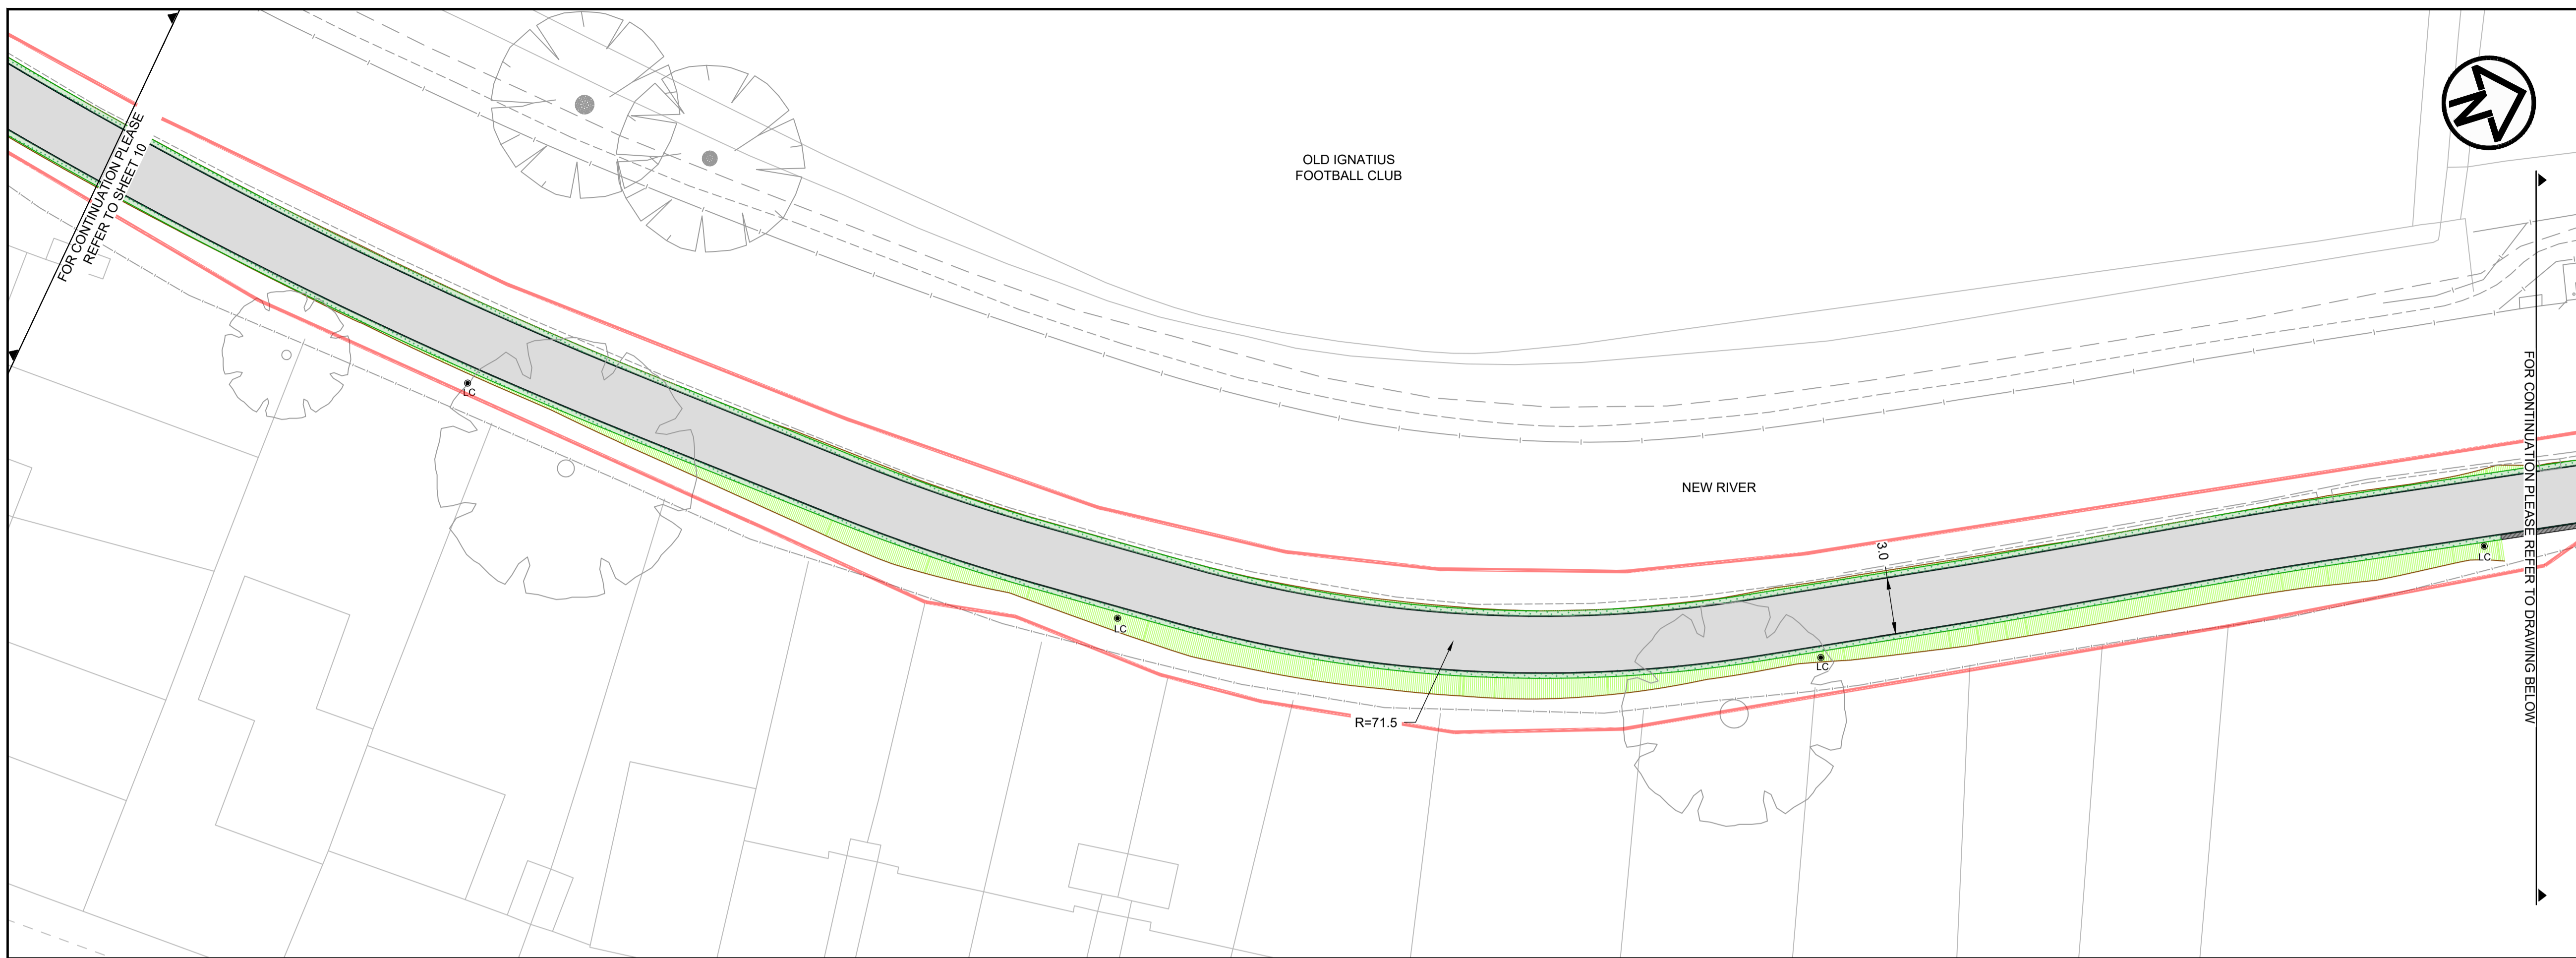 FOR CONTINUATION PLEASE
REFER TO SHEET 10
OLD IGNATIUS
FOOTBALL CLUB
N
NEW RIVER
3.0
R=71.5
LC
LC
LC
LC
FOR CONTINUATION PLEASE REFER TO DRAWING BELOW